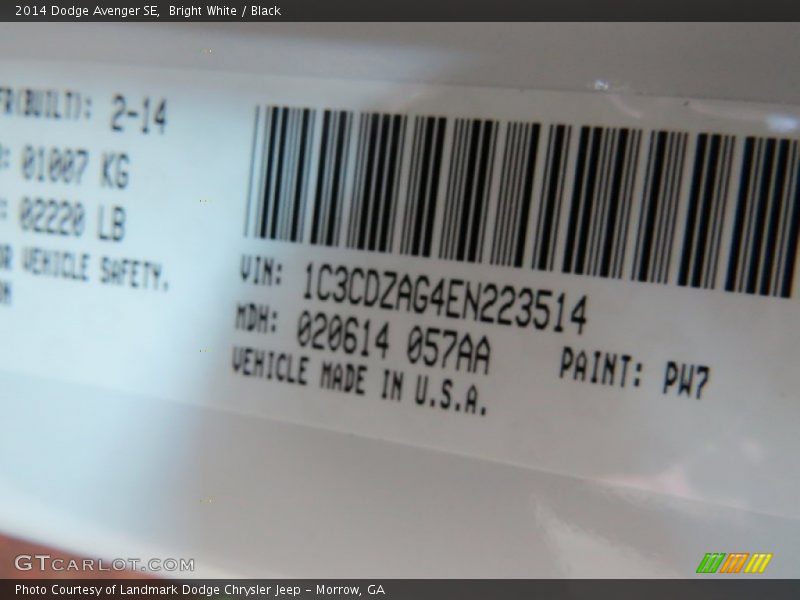 2014 Dodge Avenger SE,  Bright White / Black
FR(BUILT): 2-14
01007 KG
02220 LB
VEHICLE SAFETY.
VIN: 1C3CDZAG4EN223514
MDH: 020614 057AA
PAINT: PW7
VEHICLE MADE IN U.S.A.
GTCARLOT.COM
Photo Courtesy of Landmark Dodge Chrysler Jeep - Morrow, GA